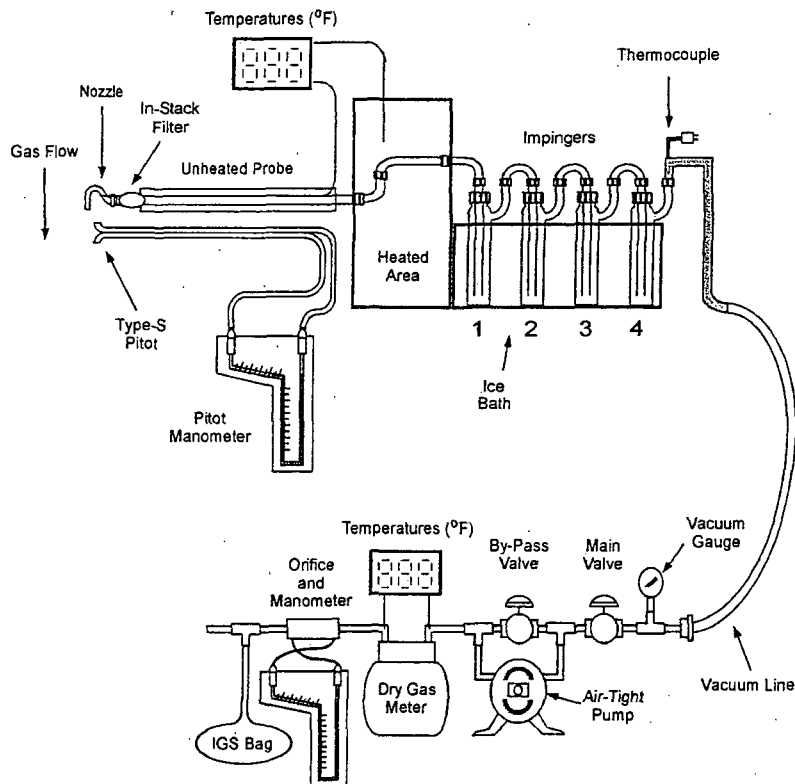 Temperatures (°F)
888
Thermocouple
Nozzle
In-Stack
Filter
Impingers
Gas Flow
Unheated Probe
Heated
Area
Type-S
Pitot
1 2 3 4
Ice
Bath
Pitot
Manometer
Temperatures (°F)
888
By-Pass
Valve
Main
Valve
Vacuum
Gauge
Orifice
and
Manometer
Dry Gas
Meter
Air-Tight
Pump
Vacuum Line
IGS Bag